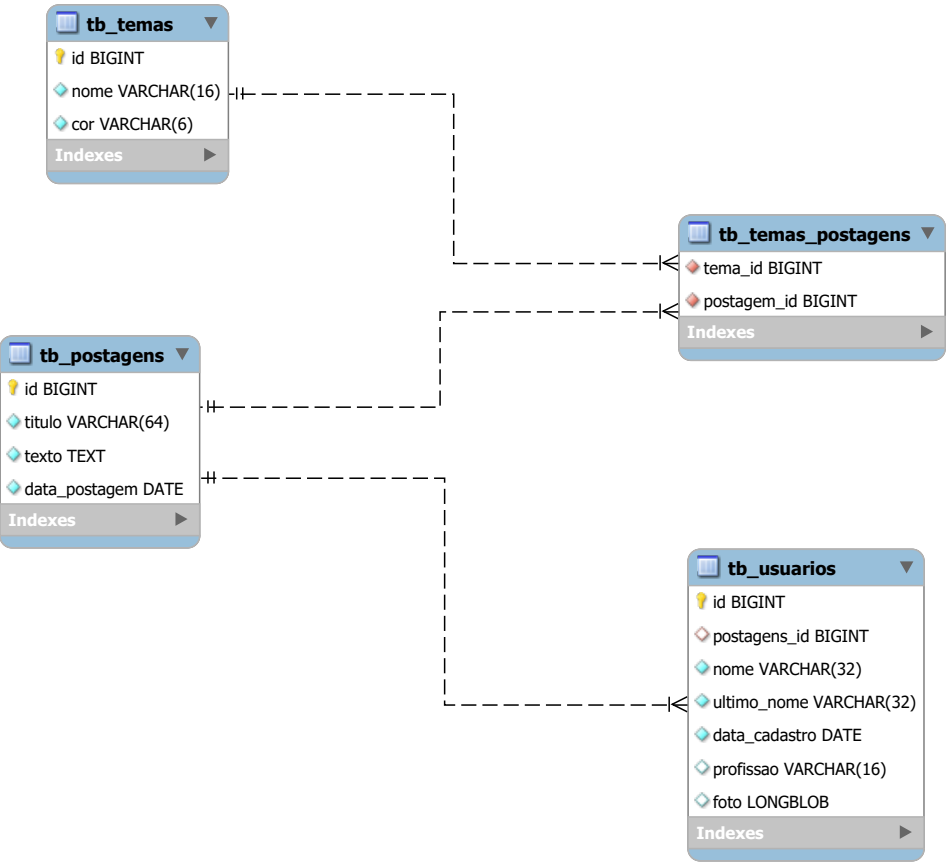 tb_temas
id BIGINT
nome VARCHAR(16)
cor VARCHAR(6)
Indexes
tb_temas_postagens
tema_id BIGINT
postagem_id BIGINT
Indexes
tb_postagens
id BIGINT
titulo VARCHAR(64)
texto TEXT
data_postagem DATE
Indexes
tb_usuarios
id BIGINT
postagens_id BIGINT
nome VARCHAR(32)
ultimo_nome VARCHAR(32)
data_cadastro DATE
profissao VARCHAR(16)
foto LONGBLOB
Indexes